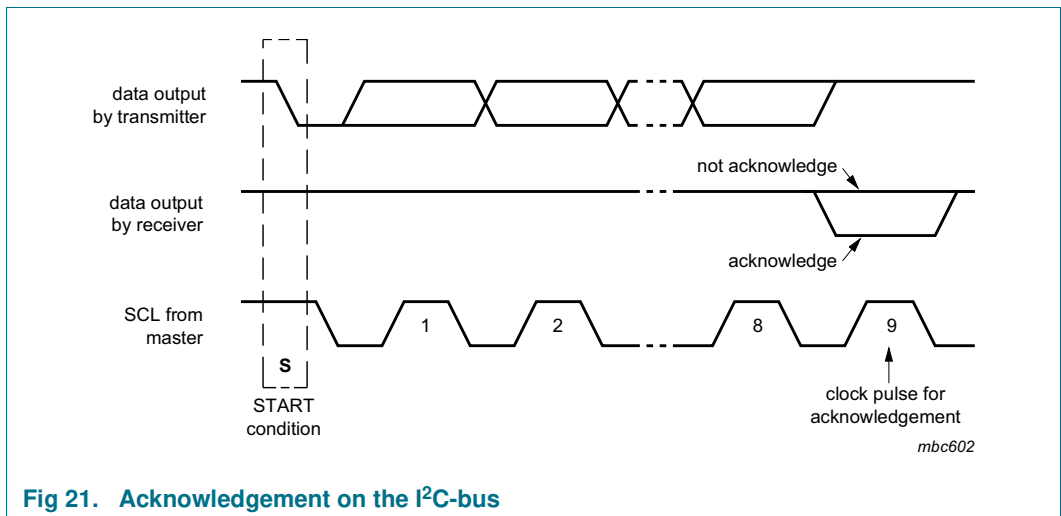 data output
by transmitter
not acknowledge
data output
by receiver
acknowledge
SCL from
master
1
2
8
9
S
START
condition
clock pulse for
acknowledgement
mbc602
Fig 21. Acknowledgement on the I²C-bus